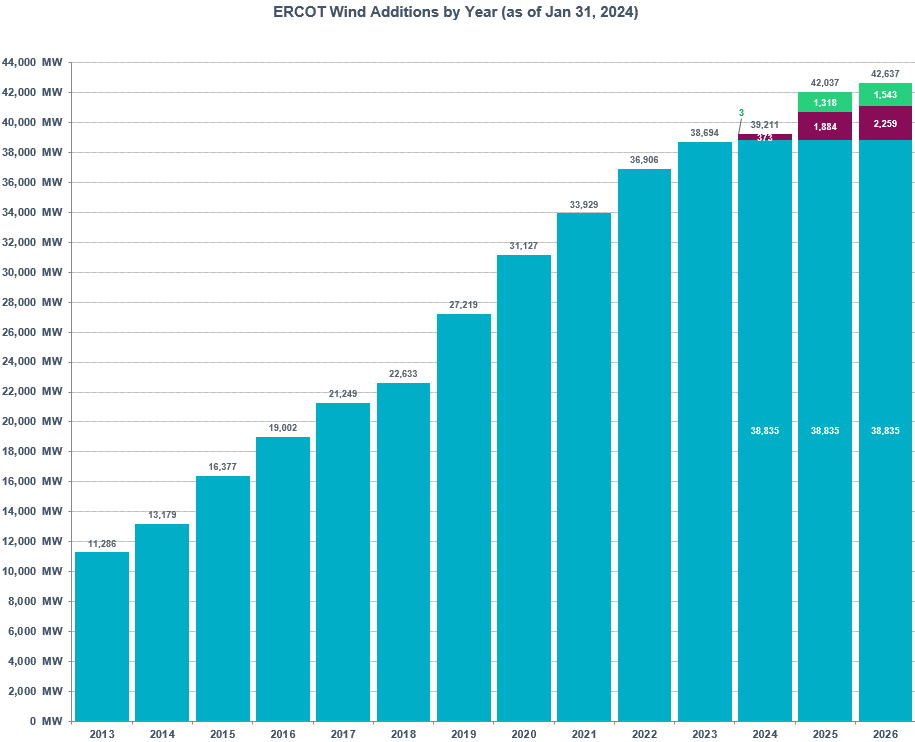 ERCOT Wind Additions by Year (as of Jan 31, 2024)
44,000 MW
42,000 MW
40,000 MW
38,000 MW
36,000 MW
34,000 MW
32,000 MW
30,000 MW
28,000 MW
26,000 MW
24,000 MW
22,000 MW
20,000 MW
18,000 MW
16,000 MW
14,000 MW
12,000 MW
10,000 MW
8,000 MW
6,000 MW
4,000 MW
2,000 MW
0 MW
11,286
13,179
16,377
19,002
21,249
22,633
27,219
31,127
33,929
36,906
38,694
3
39,211
373
38,835
42,037
1,318
1,884
38,835
42,637
1,543
2,259
38,835
2013 2014 2015 2016 2017 2018 2019 2020 2021 2022 2023 2024 2025 2026